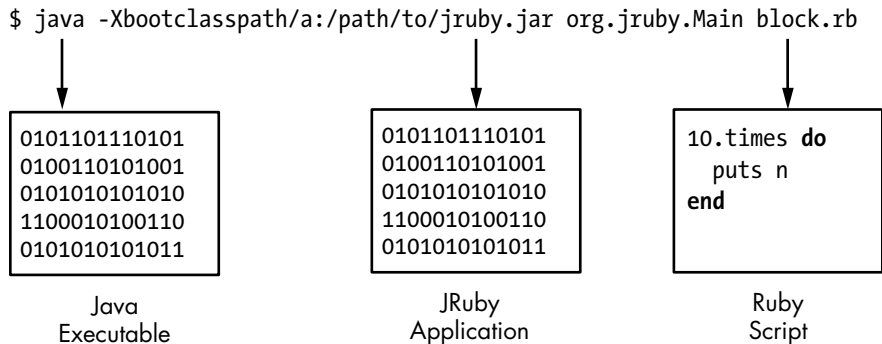 $ java -Xbootclasspath/a:/path/to/jruby.jar org.jruby.Main block.rb
0101101110101
0100110101001
0101010101010
1100010100110
0101010101011
Java
Executable
0101101110101
0100110101001
0101010101010
1100010100110
0101010101011
JRuby
Application
10.times do
  puts n
end
Ruby
Script